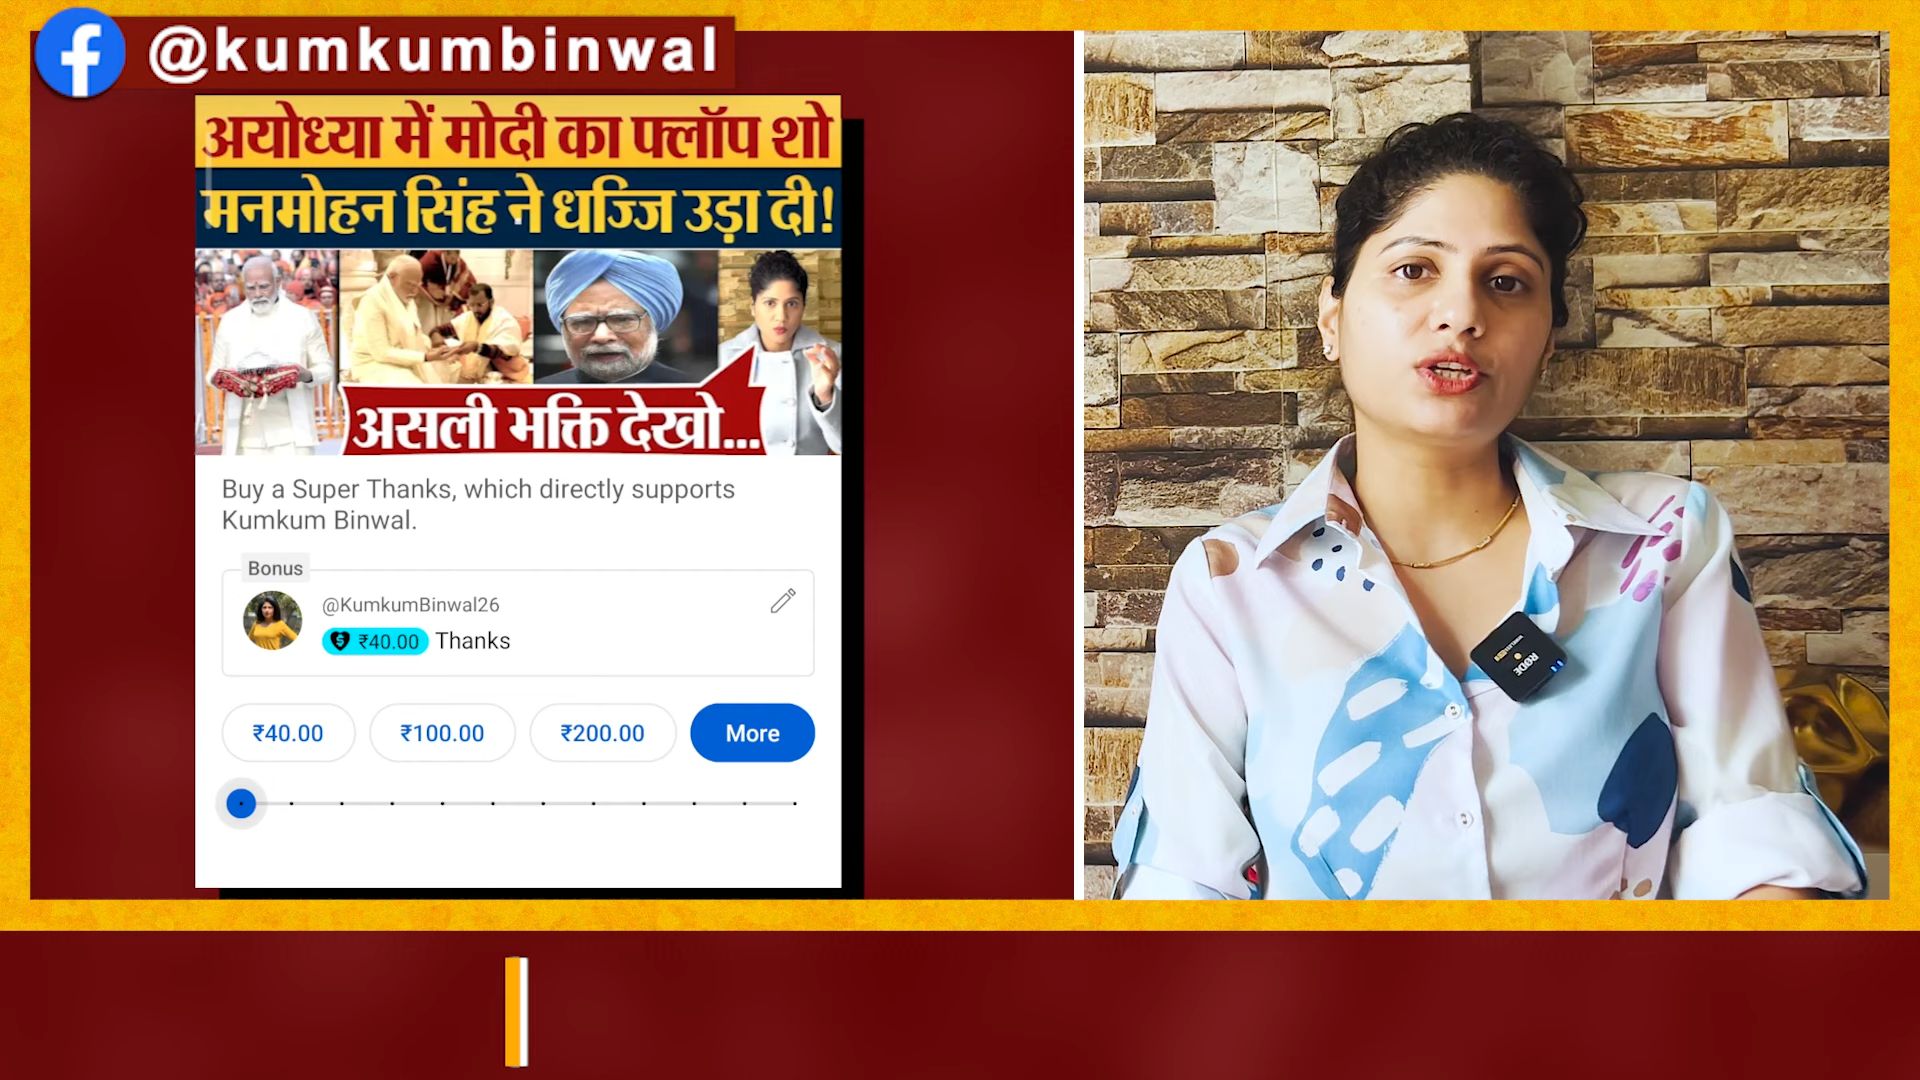 @kumkumbinwal
अयोध्या में मोदी का फ्लॉप शो
मनमोहन सिंह ने धज्जि उड़ा दी!
असली भक्ति देखो...
Buy a Super Thanks, which directly supports
Kumkum Binwal.
Bonus
@KumkumBinwal26
₹40.00 Thanks
₹40.00 ₹100.00 ₹200.00 More
RØDE